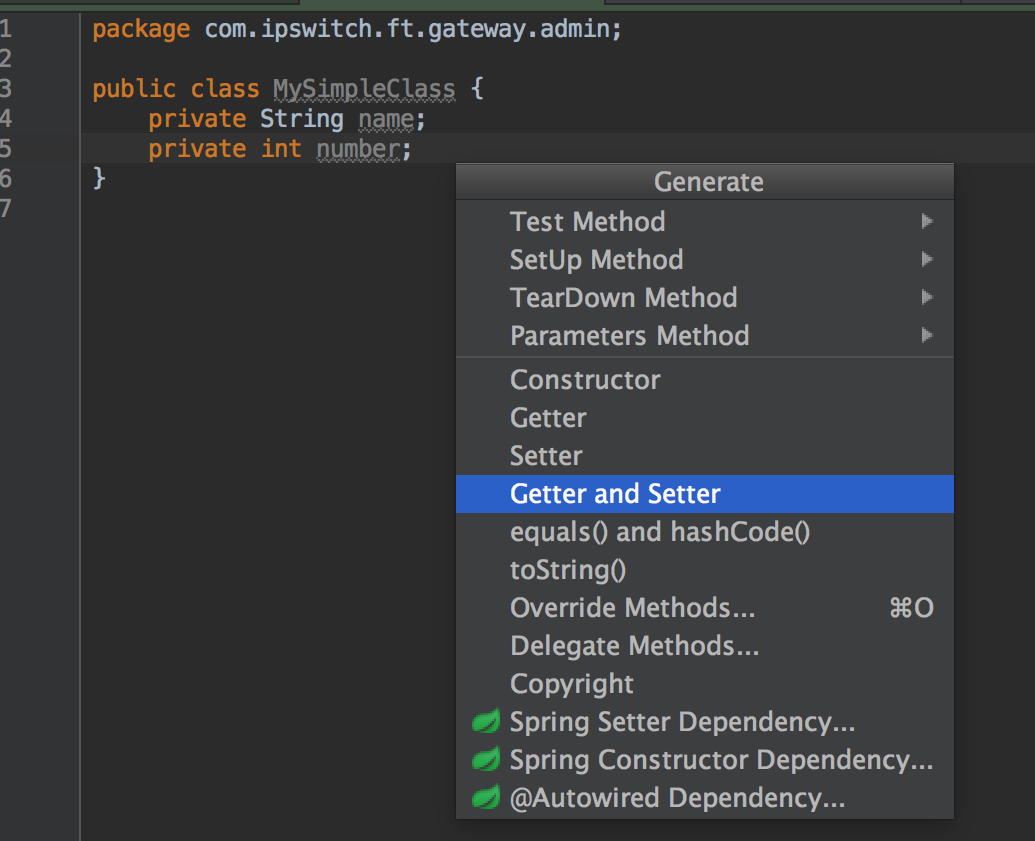 1 package com.ipswitch.ft.gateway.admin;
2
3 public class MySimpleClass {
4     private String name;
5     private int number;
6 }
7
Generate
Test Method
SetUp Method
TearDown Method
Parameters Method
Constructor
Getter
Setter
Getter and Setter
equals() and hashCode()
toString()
Override Methods... ⌘O
Delegate Methods...
Copyright
Spring Setter Dependency...
Spring Constructor Dependency...
@Autowired Dependency...